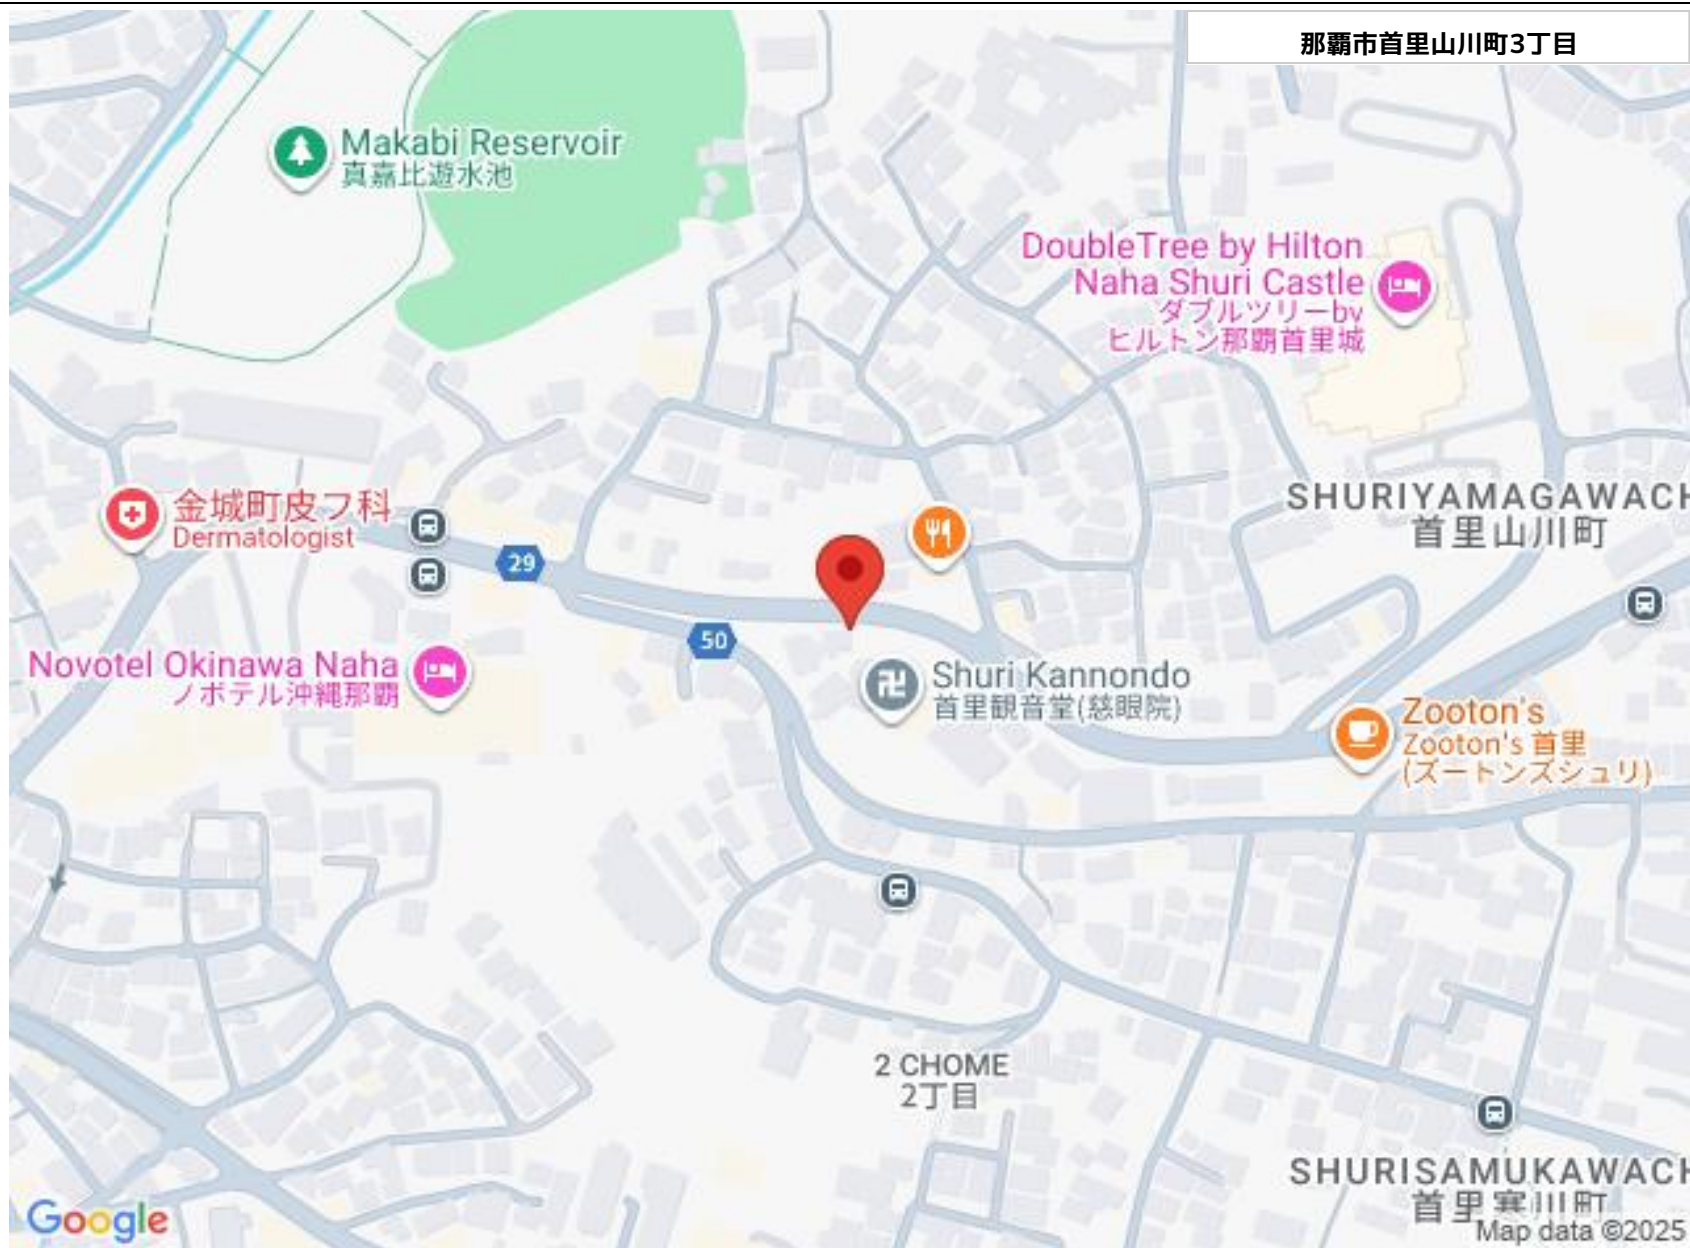 那覇市首里山川町3丁目
Makabi Reservoir
真嘉比遊水池
DoubleTree by Hilton
Naha Shuri Castle
ダブルツリーby
ヒルトン那覇首里城
SHURIYAMAGAWACH
首里山川町
金城町皮フ科
Dermatologist
29
50
Novotel Okinawa Naha
ノボテル沖縄那覇
Shuri Kannondo
首里観音堂(慈眼院)
Zooton's
Zooton's 首里
(ズートンズシュリ)
2 CHOME
2丁目
SHURISAMUKAWACH
首里寒川町
Google
Map data ©2025